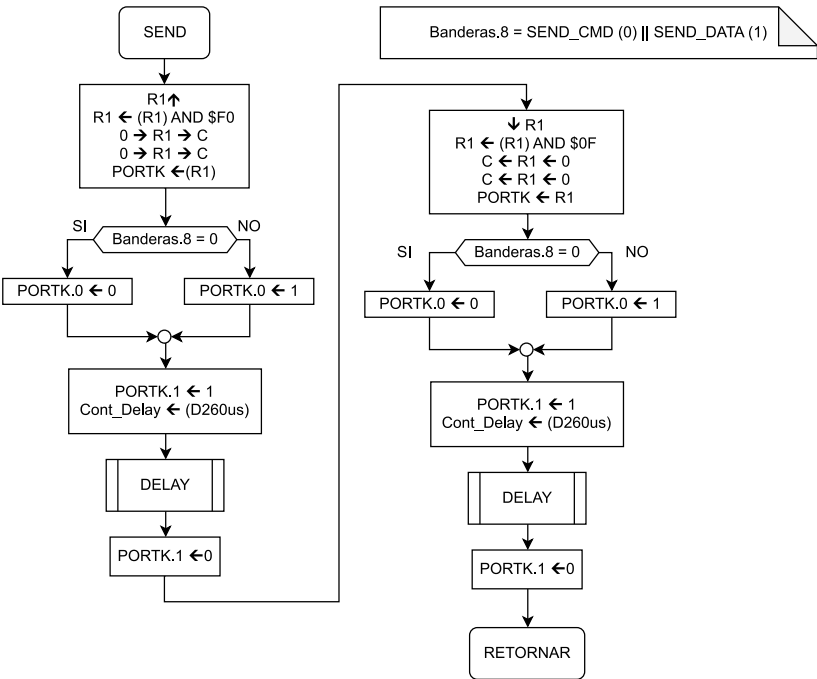 SEND
Banderas.8 = SEND_CMD (0) || SEND_DATA (1)
R1↑
R1 ← (R1) AND $F0
0 → R1 → C
0 → R1 → C
PORTK ←(R1)
SI
NO
Banderas.8 = 0
PORTK.0 ← 0
PORTK.0 ← 1
PORTK.1 ← 1
Cont_Delay ← (D260us)
DELAY
PORTK.1 ←0
↓ R1
R1 ← (R1) AND $0F
C ← R1 ← 0
C ← R1 ← 0
PORTK ← R1
SI
NO
Banderas.8 = 0
PORTK.0 ← 0
PORTK.0 ← 1
PORTK.1 ← 1
Cont_Delay ← (D260us)
DELAY
PORTK.1 ←0
RETORNAR